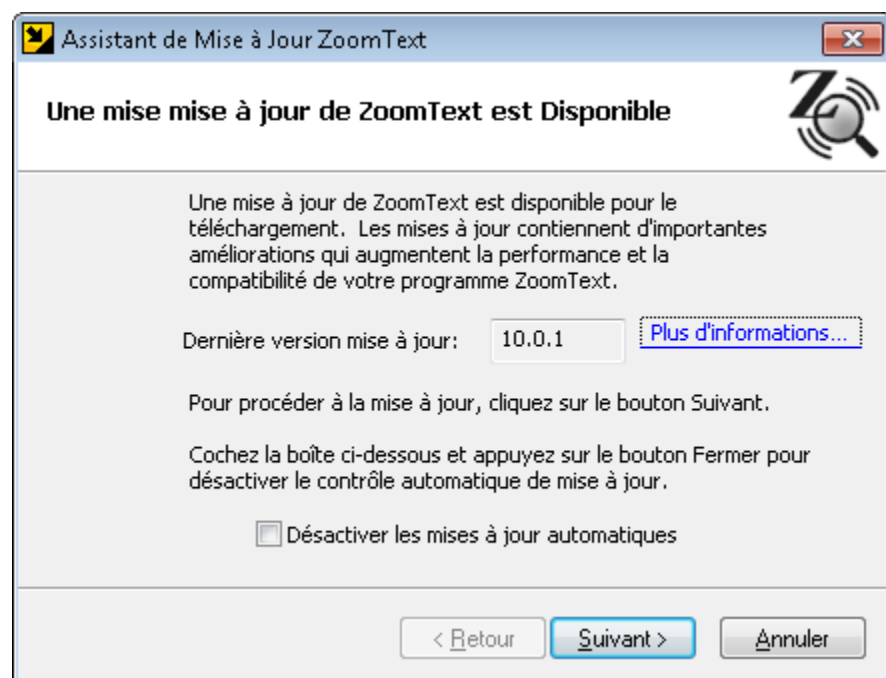 Assistant de Mise à Jour ZoomText
Une mise mise à jour de ZoomText est Disponible
Une mise à jour de ZoomText est disponible pour le
téléchargement. Les mises à jour contiennent d'importantes
améliorations qui augmentent la performance et la
compatibilité de votre programme ZoomText.
Dernière version mise à jour: 10.0.1 Plus d'informations...
Pour procéder à la mise à jour, cliquez sur le bouton Suivant.
Cochez la boîte ci-dessous et appuyez sur le bouton Fermer pour
désactiver le contrôle automatique de mise à jour.
Désactiver les mises à jour automatiques
< Retour Suivant > Annuler